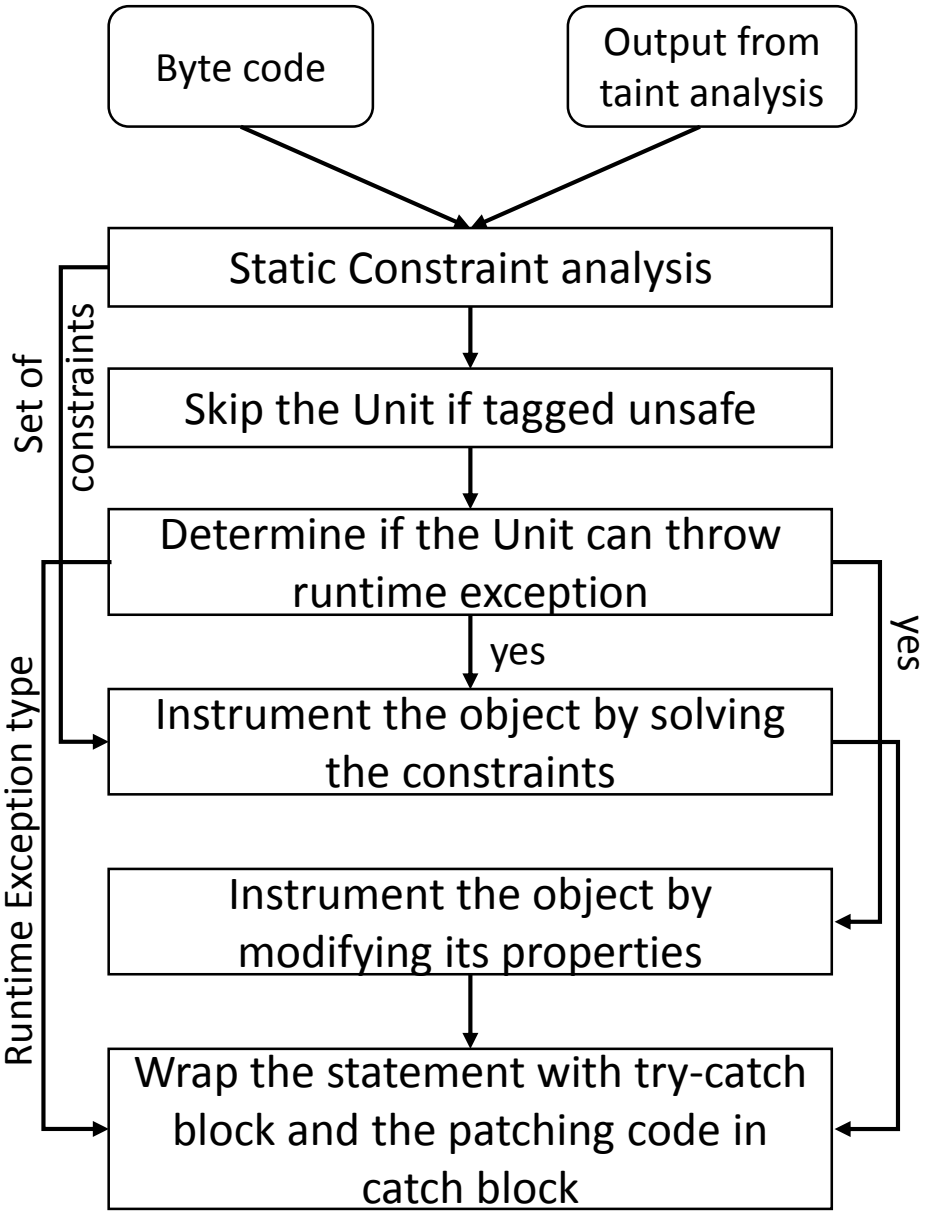 Byte code
Output from
taint analysis
Static Constraint analysis
Set of
constraints
Skip the Unit if tagged unsafe
Determine if the Unit can throw
runtime exception
yes
yes
Instrument the object by solving
the constraints
Runtime Exception type
Instrument the object by
modifying its properties
Wrap the statement with try-catch
block and the patching code in
catch block